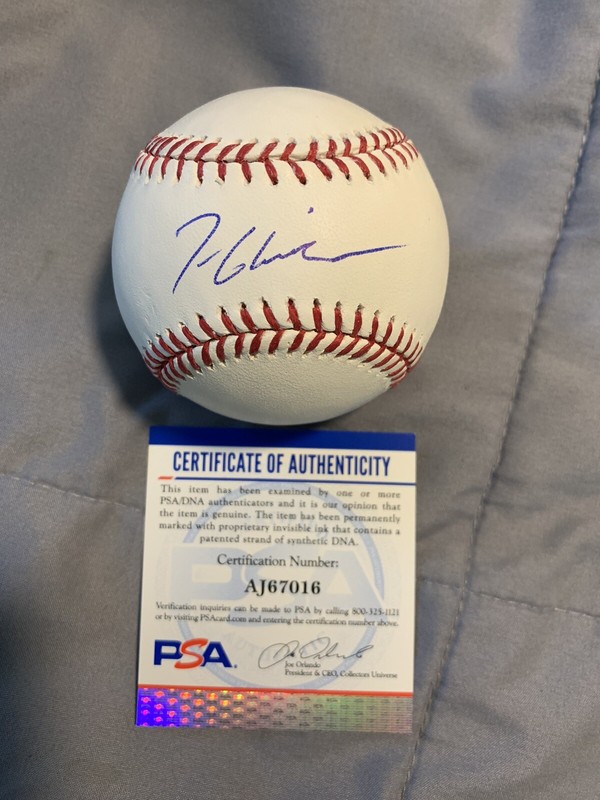 CERTIFICATE OF AUTHENTICITY
This item has been examined by one or more
PSA/DNA authenticators and it is our opinion that
the item is genuine. The item has been permanently
marked with proprietary invisible ink that contains a
patented strand of synthetic DNA.
Certification Number:
AJ67016
Verification inquiries can be made to PSA by calling 800-325-1121
or by visiting PSAcard.com and entering the certification number above.
PSA
Joe Orlando
President & CEO, Collectors Universe